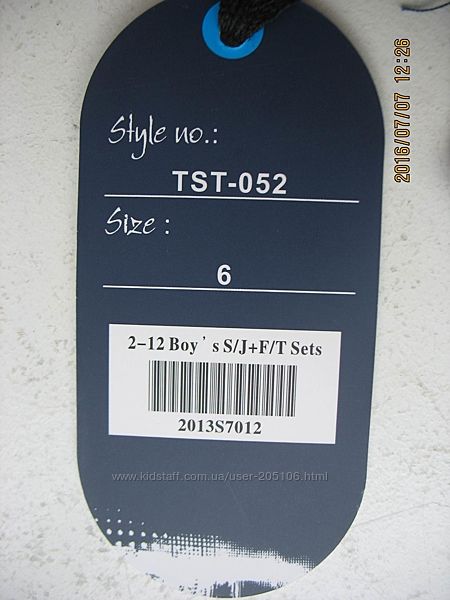 2016/07/07 12:26
Style no.:
TST-052
Size :
6
2-12 Boy's S/J+F/T Sets
2013S7012
www.kidstaff.com.ua/user-205106.html